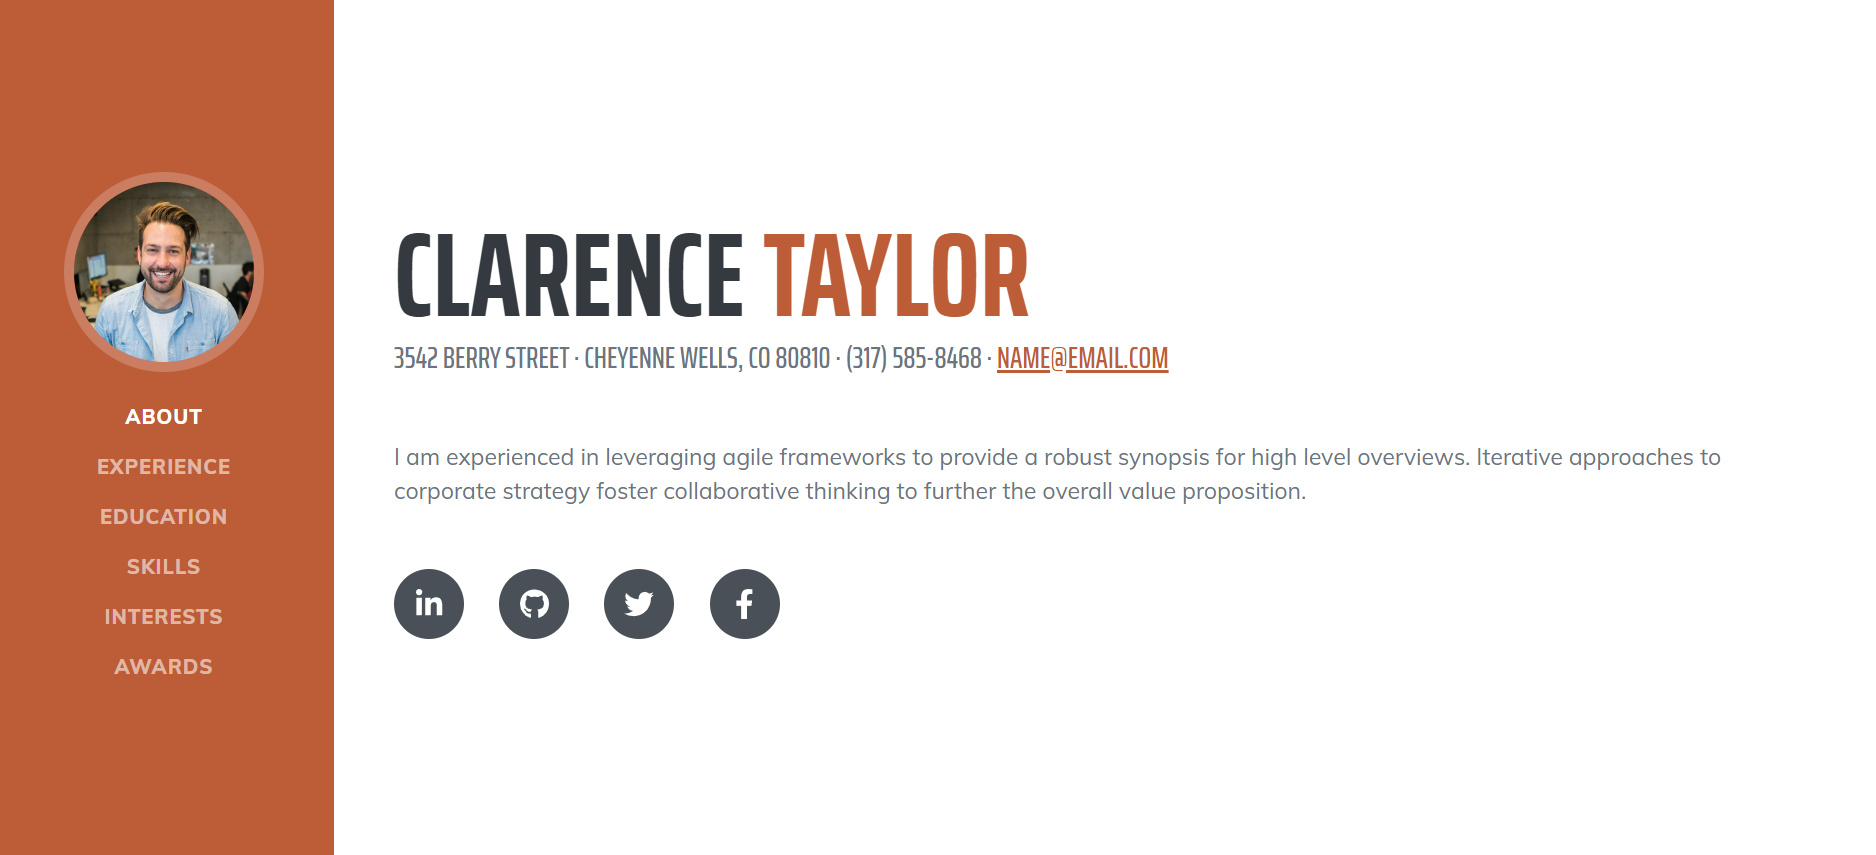 ABOUT
EXPERIENCE
EDUCATION
SKILLS
INTERESTS
AWARDS
CLARENCE TAYLOR
3542 BERRY STREET · CHEYENNE WELLS, CO 80810 · (317) 585-8468 · NAME@EMAIL.COM
I am experienced in leveraging agile frameworks to provide a robust synopsis for high level overviews. Iterative approaches to
corporate strategy foster collaborative thinking to further the overall value proposition.
in
f